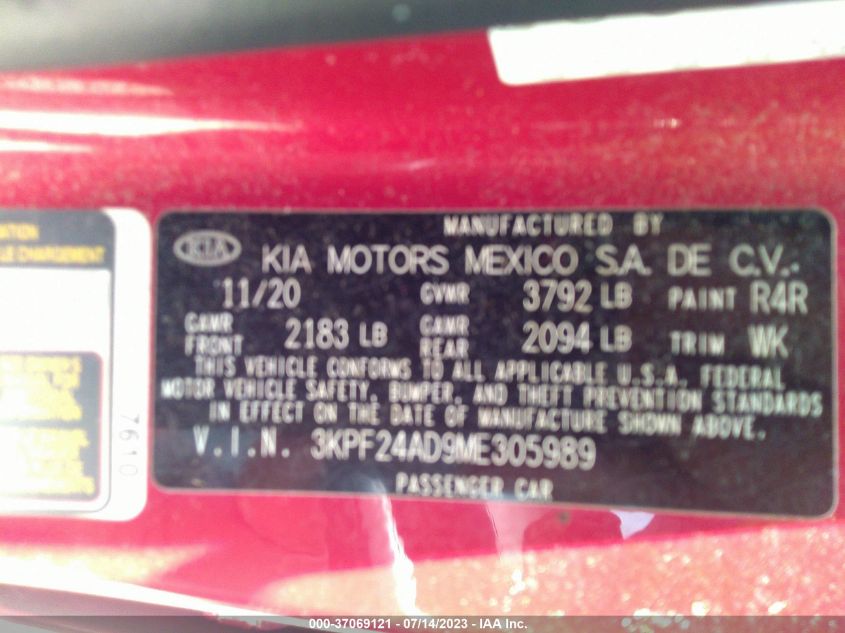 MANUFACTURED BY
KIA KIA MOTORS MEXICO S.A. DE C.V.
11/20 GVWR 3792 LB PAINT R4R
GAWR FRONT 2183 LB GAWR REAR 2094 LB TRIM WK
THIS VEHICLE CONFORMS TO ALL APPLICABLE U.S.A. FEDERAL
MOTOR VEHICLE SAFETY, BUMPER, AND THEFT PREVENTION STANDARDS
IN EFFECT ON THE DATE OF MANUFACTURE SHOWN ABOVE.
V.I.N. 3KPF24AD9ME305989
PASSENGER CAR
CHARGEMENT
7610
000-37069121 - 07/14/2023 - IAA Inc.